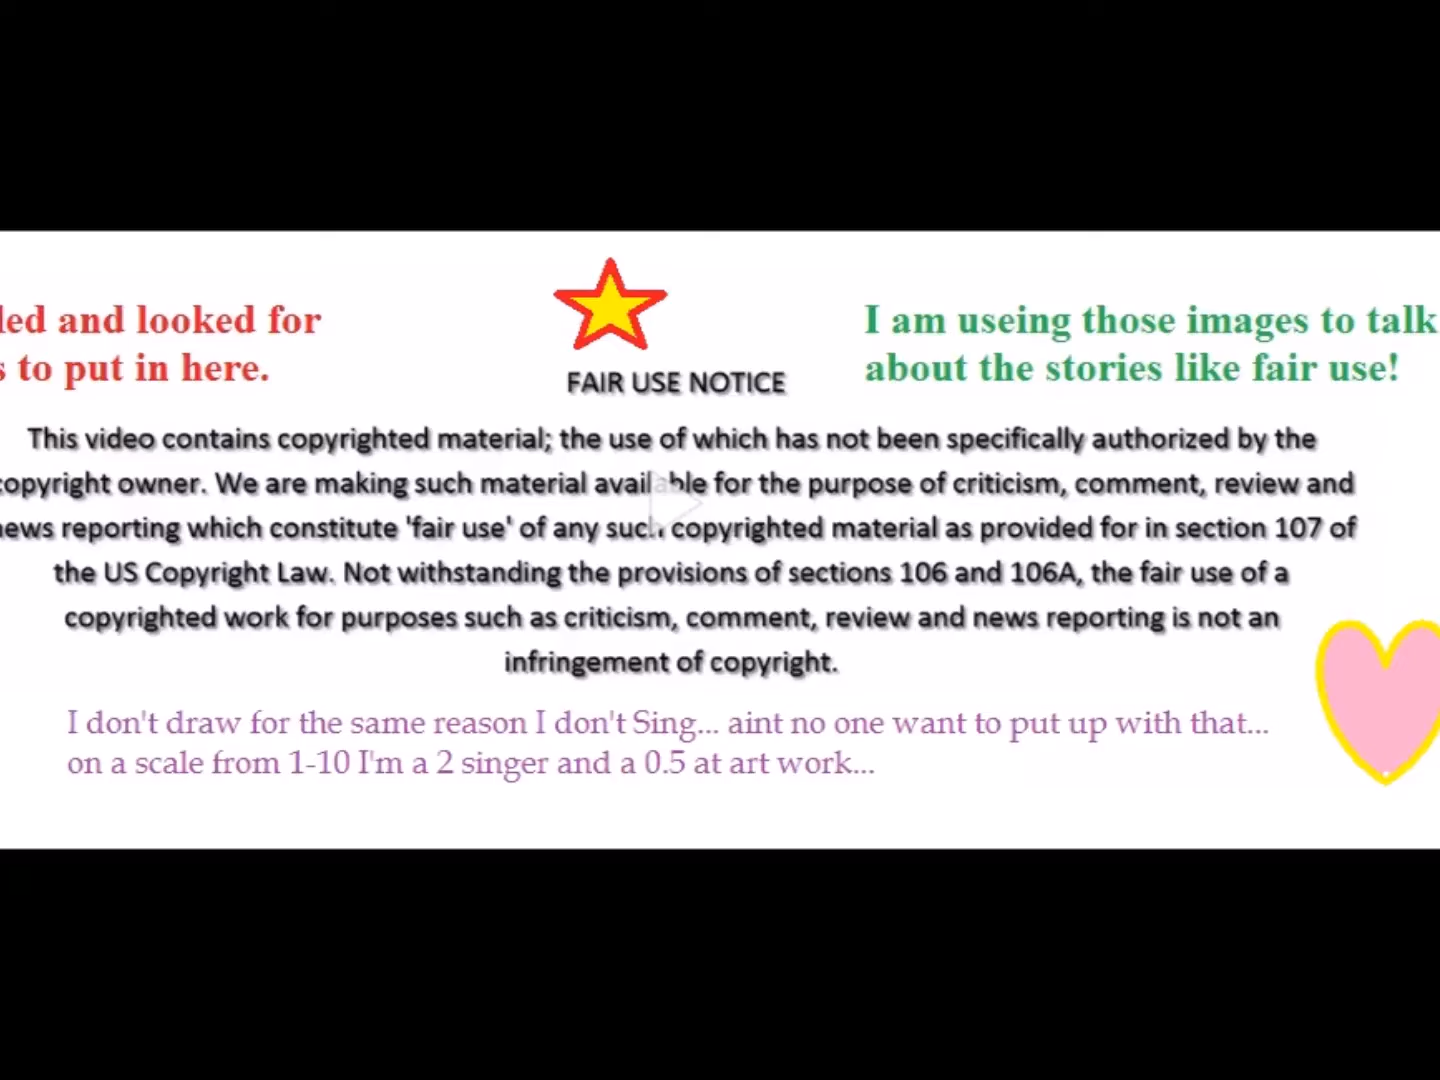 led and looked for
s to put in here.
I am useing those images to talk
about the stories like fair use!
FAIR USE NOTICE
This video contains copyrighted material; the use of which has not been specifically authorized by the
copyright owner. We are making such material available for the purpose of criticism, comment, review and
news reporting which constitute 'fair use' of any such copyrighted material as provided for in section 107 of
the US Copyright Law. Not withstanding the provisions of sections 106 and 106A, the fair use of a
copyrighted work for purposes such as criticism, comment, review and news reporting is not an
infringement of copyright.
I don't draw for the same reason I don't Sing... aint no one want to put up with that...
on a scale from 1-10 I'm a 2 singer and a 0.5 at art work...